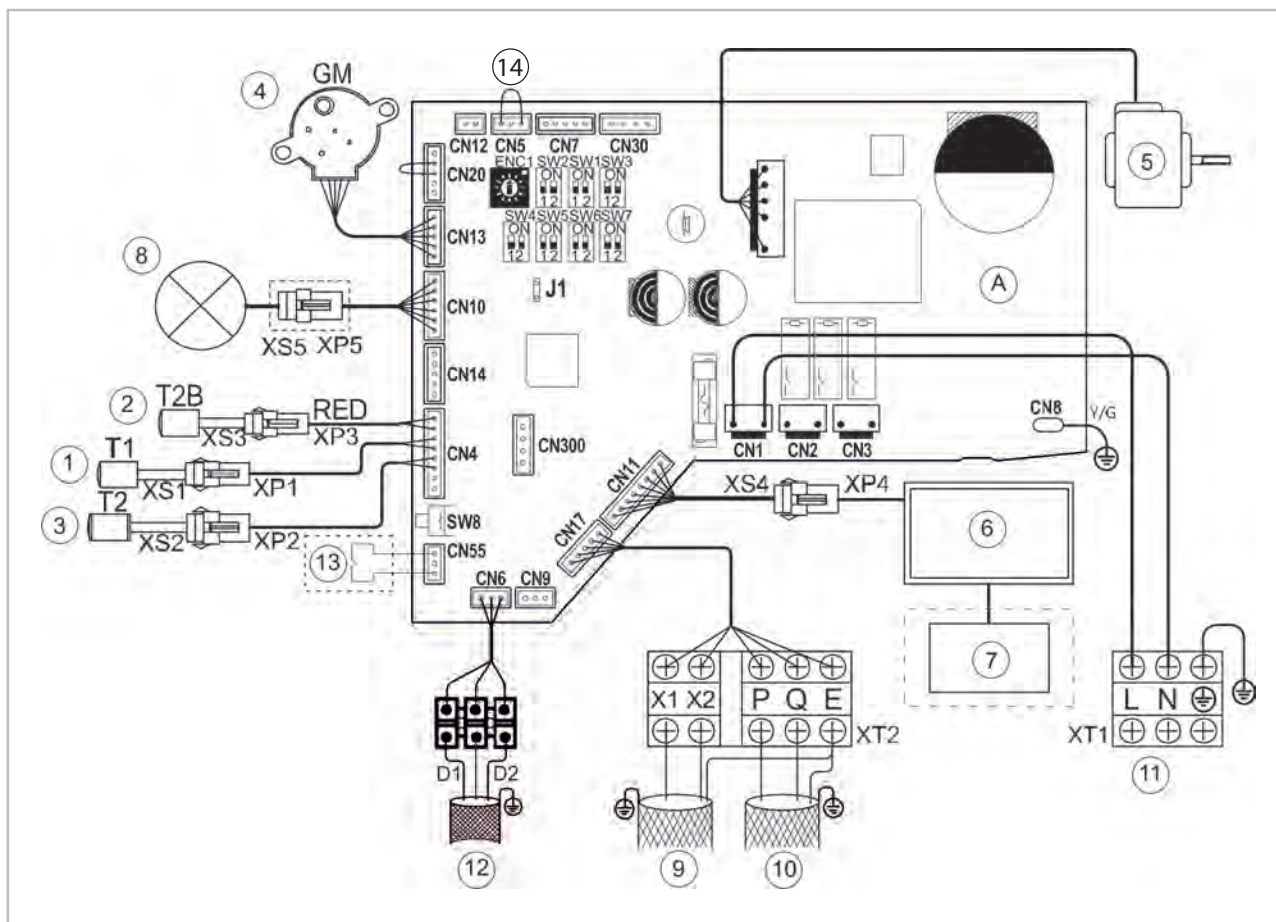 14
GM
4
CN12 CN5 CN7 CN30
ENC1 SW2 SW1 SW3
ON ON ON
12 12 12
CN20
5
SW4 SW5 SW6 SW7
ON ON ON
12 12 12
CN13
8
A
J1
CN10
XS5 XP5
CN14
2
T2B
RED
XS3
XP3
CN8
Y/G
CN4
CN300
CN1 CN2 CN3
1
T1
XS1
XP1
CN11
XS4
XP4
3
T2
XS2
XP2
SW8
CN17
6
13
CN55
CN6 CN9
7
X1 X2 P Q E
L N
XT2
XT1
D1 D2
11
12
9
10